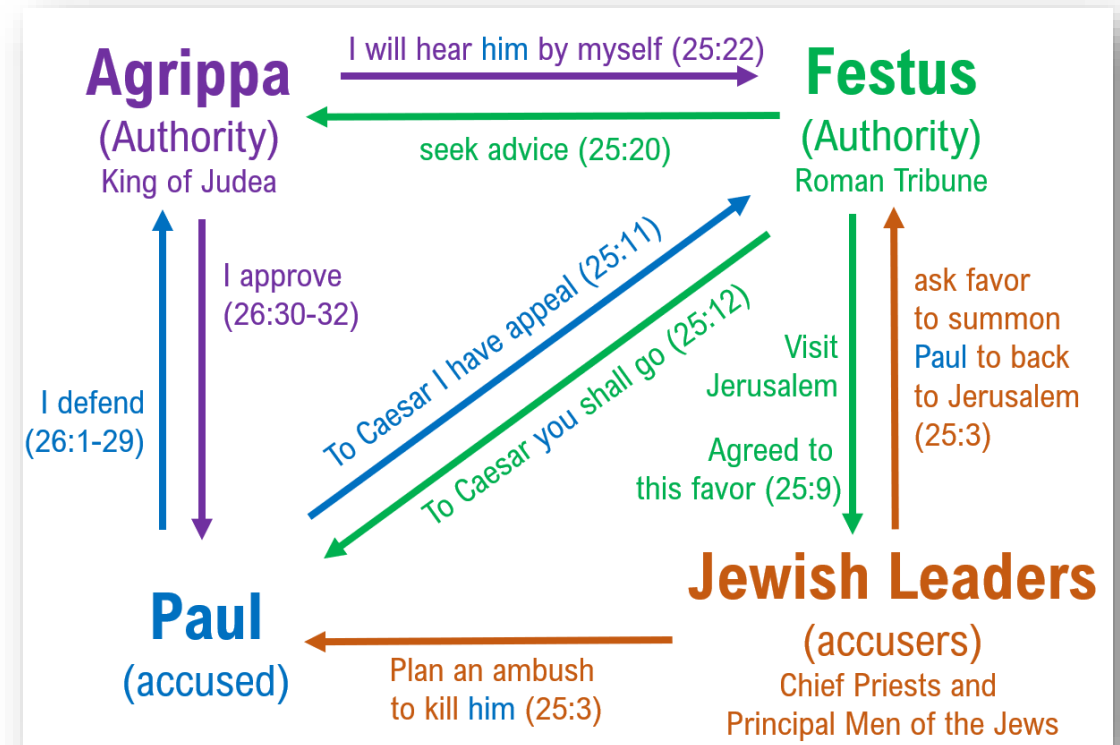 Agrippa
(Authority)
King of Judea
I will hear him by myself (25:22)
seek advice (25:20)
Festus
(Authority)
Roman Tribune
I approve
(26:30-32)
I defend
(26:1-29)
To Caesar I have appeal (25:11)
To Caesar you shall go (25:12)
Visit
Jerusalem
Agreed to
this favor (25:9)
ask favor
to summon
Paul to back
to Jerusalem
(25:3)
Paul
(accused)
Plan an ambush
to kill him (25:3)
Jewish Leaders
(accusers)
Chief Priests and
Principal Men of the Jews